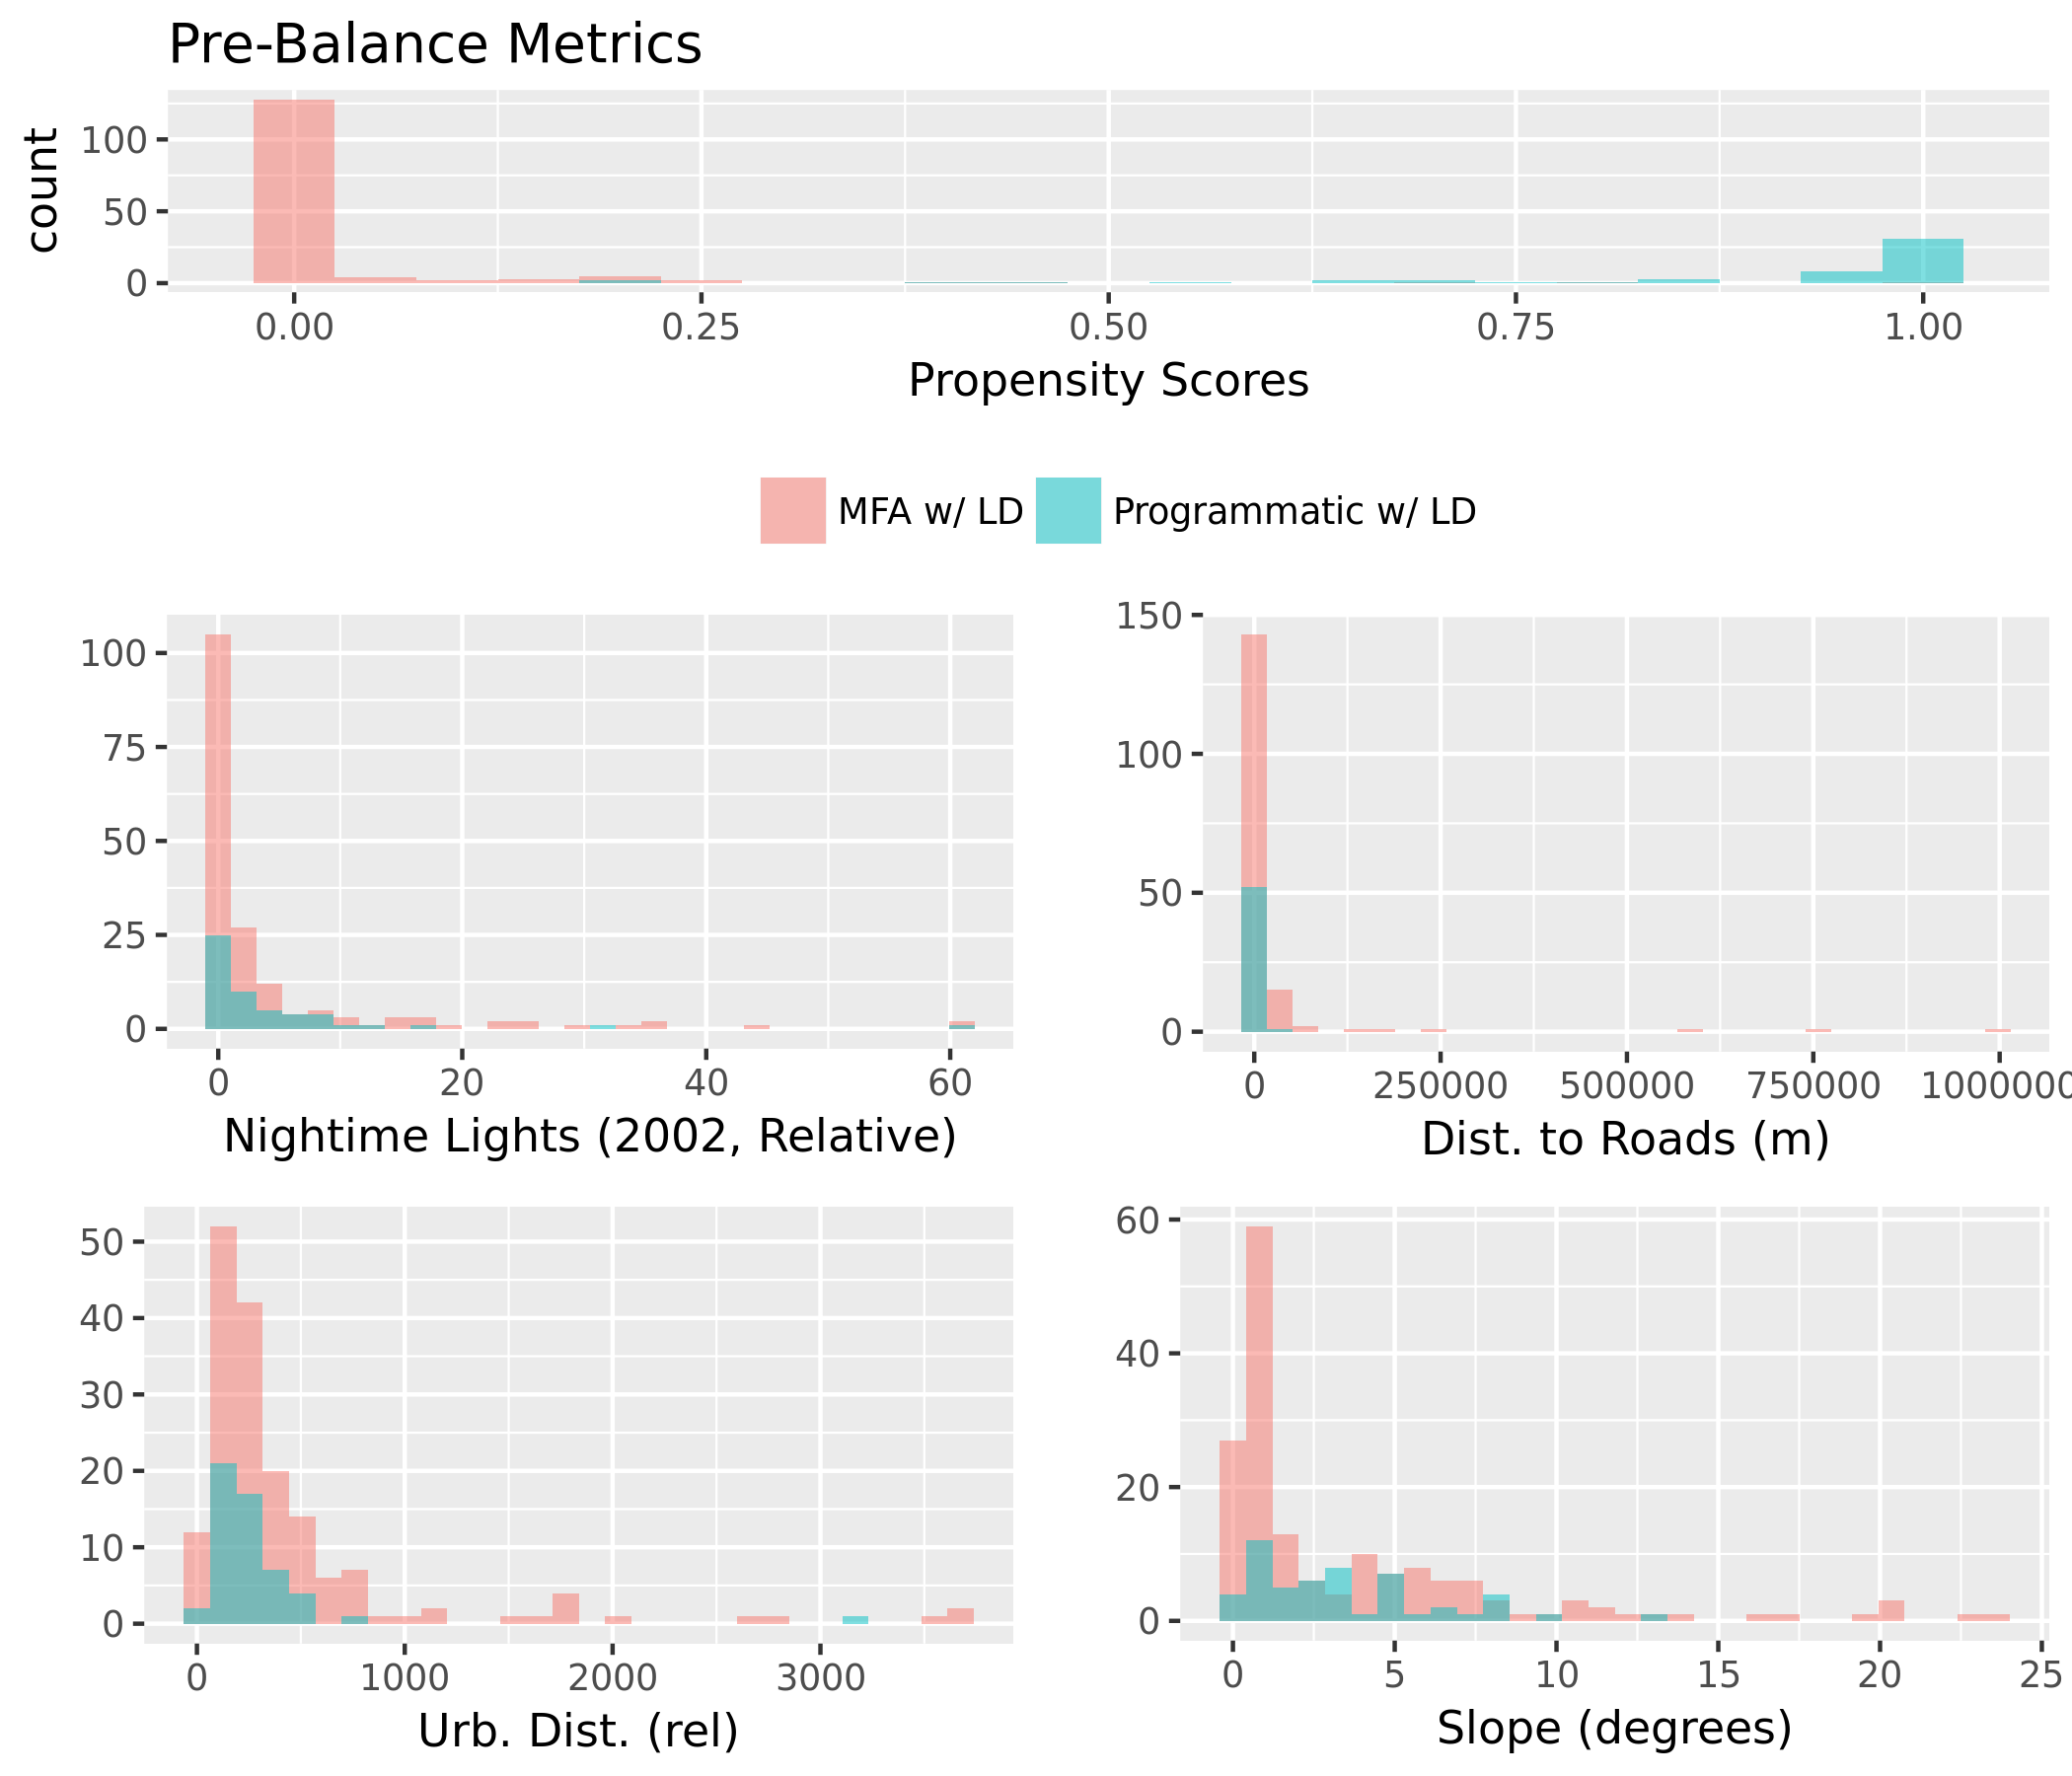 Pre-Balance Metrics
count
100
50
0
0.00 0.25 0.50 0.75 1.00
Propensity Scores
MFA w/ LD Programmatic w/ LD
100
75
50
25
0
0 20 40 60
Nightime Lights (2002, Relative)
150
100
50
0
0 250000 500000 750000 1000000
Dist. to Roads (m)
50
40
30
20
10
0
0 1000 2000 3000
Urb. Dist. (rel)
60
40
20
0
0 5 10 15 20 25
Slope (degrees)